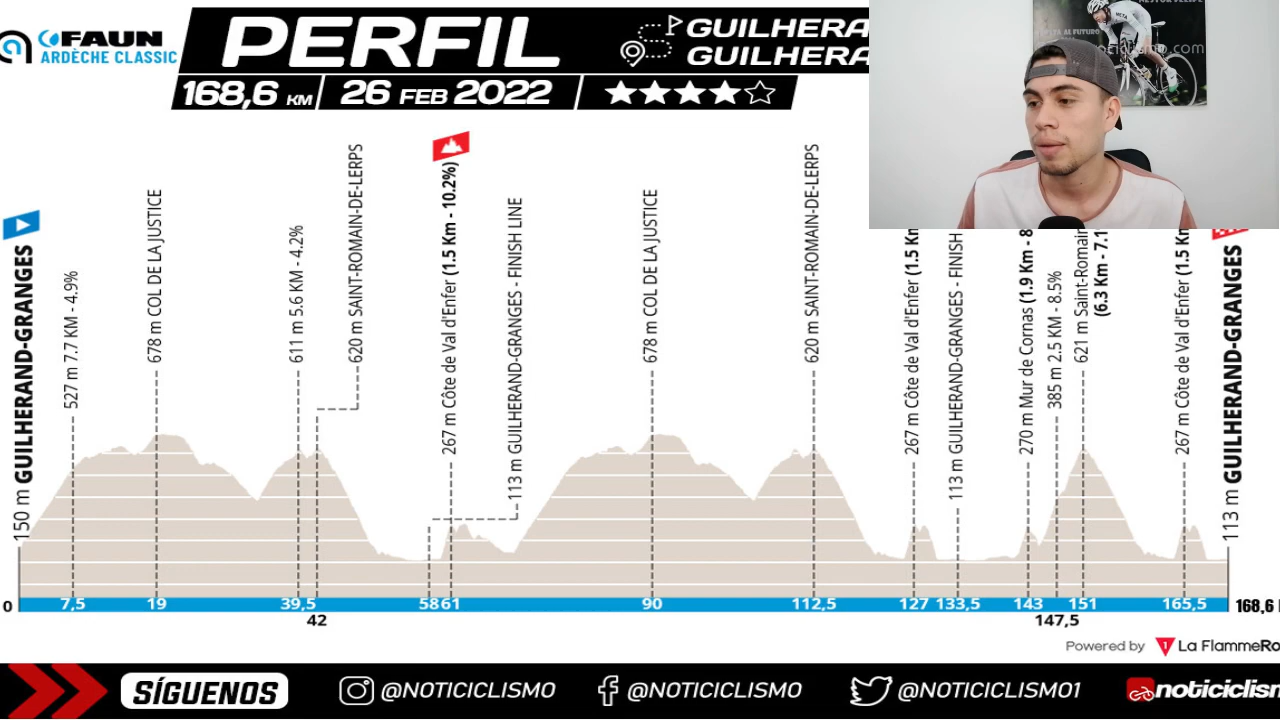 FAUN
ARDÈCHE CLASSIC
PERFIL
GUILHERA
GUILHERA
168,6 KM
26 FEB 2022
150 m GUILHERAND-GRANGES
527 m 7.7 KM - 4.9%
678 m COL DE LA JUSTICE
611 m 5.6 KM - 4.2%
620 m SAINT-ROMAIN-DE-LERPS
267 m Côte de Val d'Enfer (1.5 Km - 10.2%)
113 m GUILHERAND-GRANGES - FINISH LINE
678 m COL DE LA JUSTICE
620 m SAINT-ROMAIN-DE-LERPS
267 m Côte de Val d'Enfer (1.5 Km
113 m GUILHERAND-GRANGES - FINISH
270 m Mur de Cornas (1.9 Km - 8
385 m 2.5 KM - 8.5%
621 m Saint-Romain
(6.3 Km - 7.1
267 m Côte de Val d'Enfer (1.5 Km
113 m GUILHERAND-GRANGES
0 7,5 19 39,5 58 61 90 112,5 127 133,5 143 151 165,5 168,6
42 147,5
Powered by La FlammeRo
SÍGUENOS @NOTICICLISMO @NOTICICLISMO @NOTICICLISMO1 noticiclism